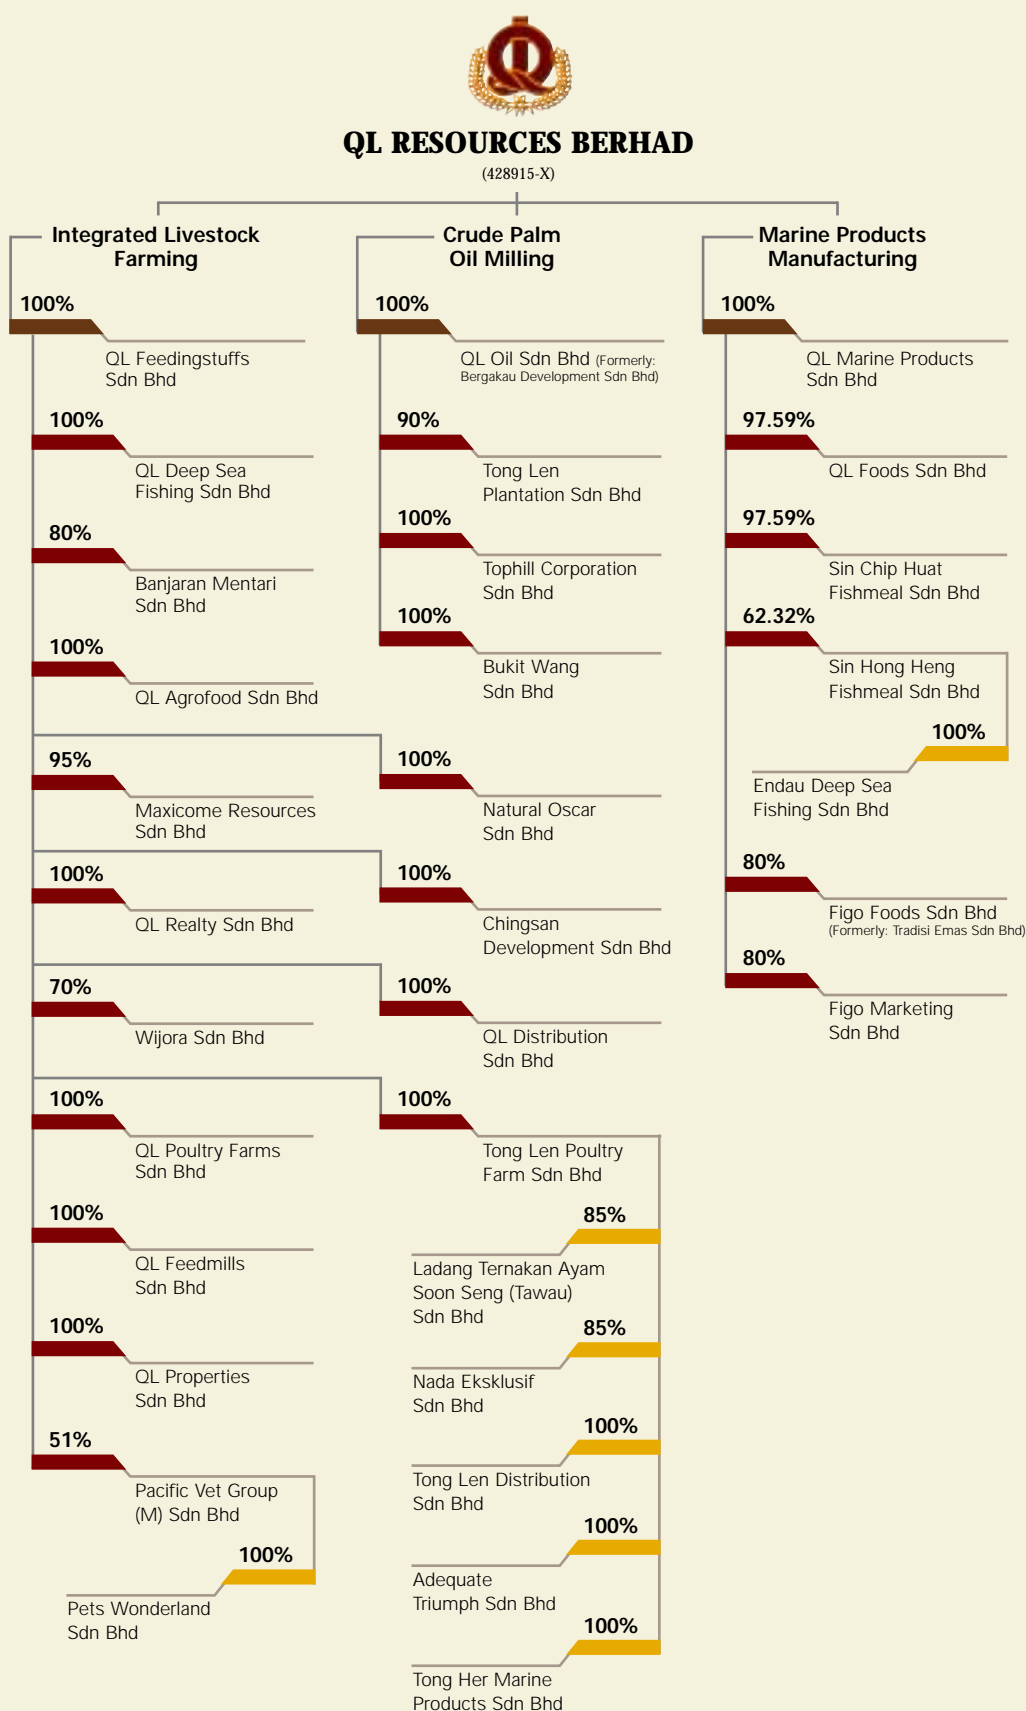 QL RESOURCES BERHAD
(428915-X)
Integrated Livestock
Farming
100%
QL Feedingstuffs
Sdn Bhd
100%
QL Deep Sea
Fishing Sdn Bhd
80%
Banjaran Mentari
Sdn Bhd
100%
QL Agrofood Sdn Bhd
95%
Maxicome Resources
Sdn Bhd
100%
QL Realty Sdn Bhd
70%
Wijora Sdn Bhd
100%
QL Poultry Farms
Sdn Bhd
100%
QL Feedmills
Sdn Bhd
100%
QL Properties
Sdn Bhd
51%
Pacific Vet Group
(M) Sdn Bhd
100%
Pets Wonderland
Sdn Bhd
Crude Palm
Oil Milling
100%
QL Oil Sdn Bhd (Formerly:
Bergakau Development Sdn Bhd)
90%
Tong Len
Plantation Sdn Bhd
100%
Tophill Corporation
Sdn Bhd
100%
Bukit Wang
Sdn Bhd
100%
Natural Oscar
Sdn Bhd
100%
Chingsan
Development Sdn Bhd
100%
QL Distribution
Sdn Bhd
100%
Tong Len Poultry
Farm Sdn Bhd
85%
Ladang Ternakan Ayam
Soon Seng (Tawau)
Sdn Bhd
85%
Nada Eksklusif
Sdn Bhd
100%
Tong Len Distribution
Sdn Bhd
100%
Adequate
Triumph Sdn Bhd
100%
Tong Her Marine
Products Sdn Bhd
Marine Products
Manufacturing
100%
QL Marine Products
Sdn Bhd
97.59%
QL Foods Sdn Bhd
97.59%
Sin Chip Huat
Fishmeal Sdn Bhd
62.32%
Sin Hong Heng
Fishmeal Sdn Bhd
100%
Endau Deep Sea
Fishing Sdn Bhd
80%
Figo Foods Sdn Bhd
(Formerly: Tradisi Emas Sdn Bhd)
80%
Figo Marketing
Sdn Bhd